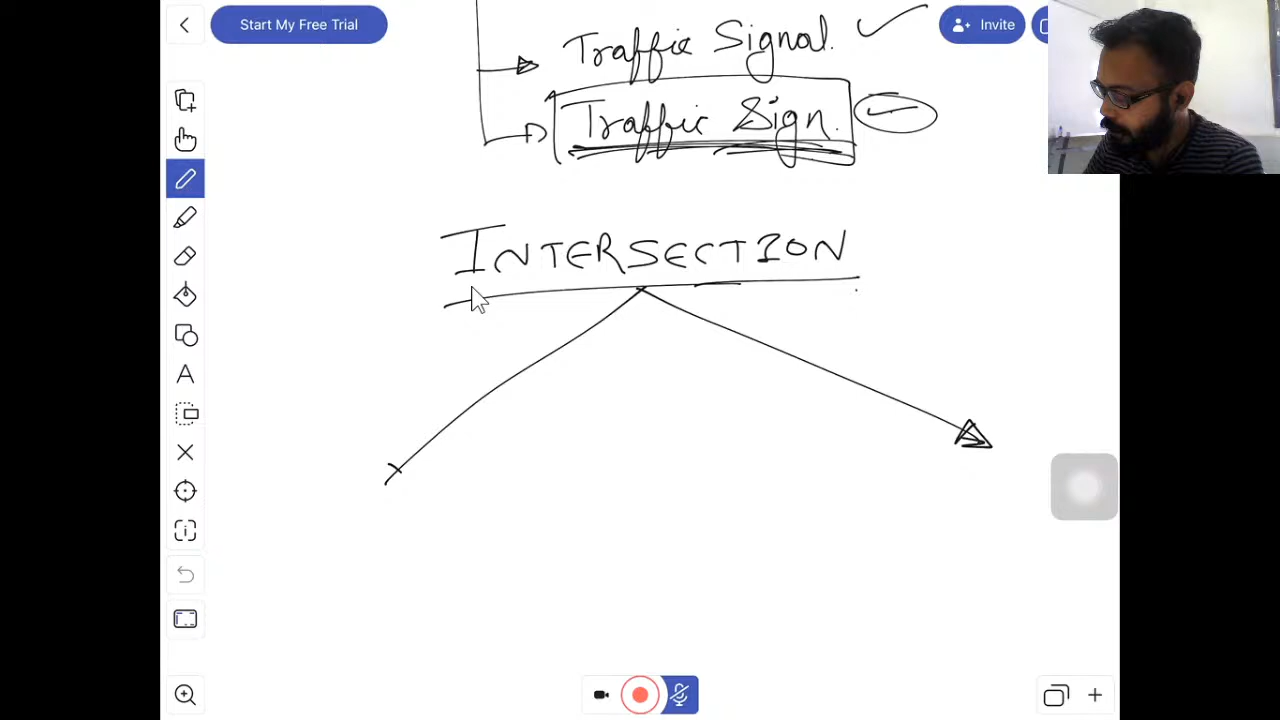 Start My Free Trial
Invite
Traffic Signal.
Traffic Sign.
INTERSECTION
A